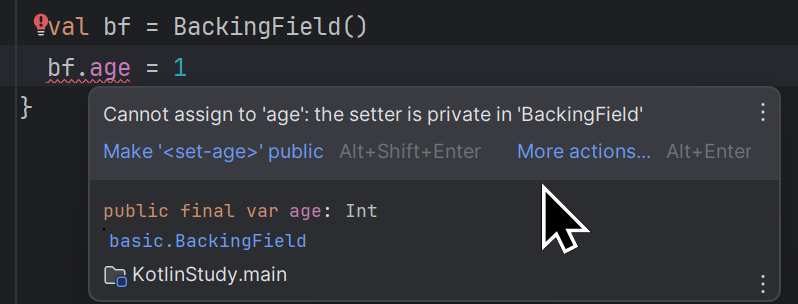 val bf = BackingField()
bf.age = 1
}
Cannot assign to 'age': the setter is private in 'BackingField'
Make '<set-age>' public Alt+Shift+Enter More actions... Alt+Enter
public final var age: Int
basic.BackingField
KotlinStudy.main